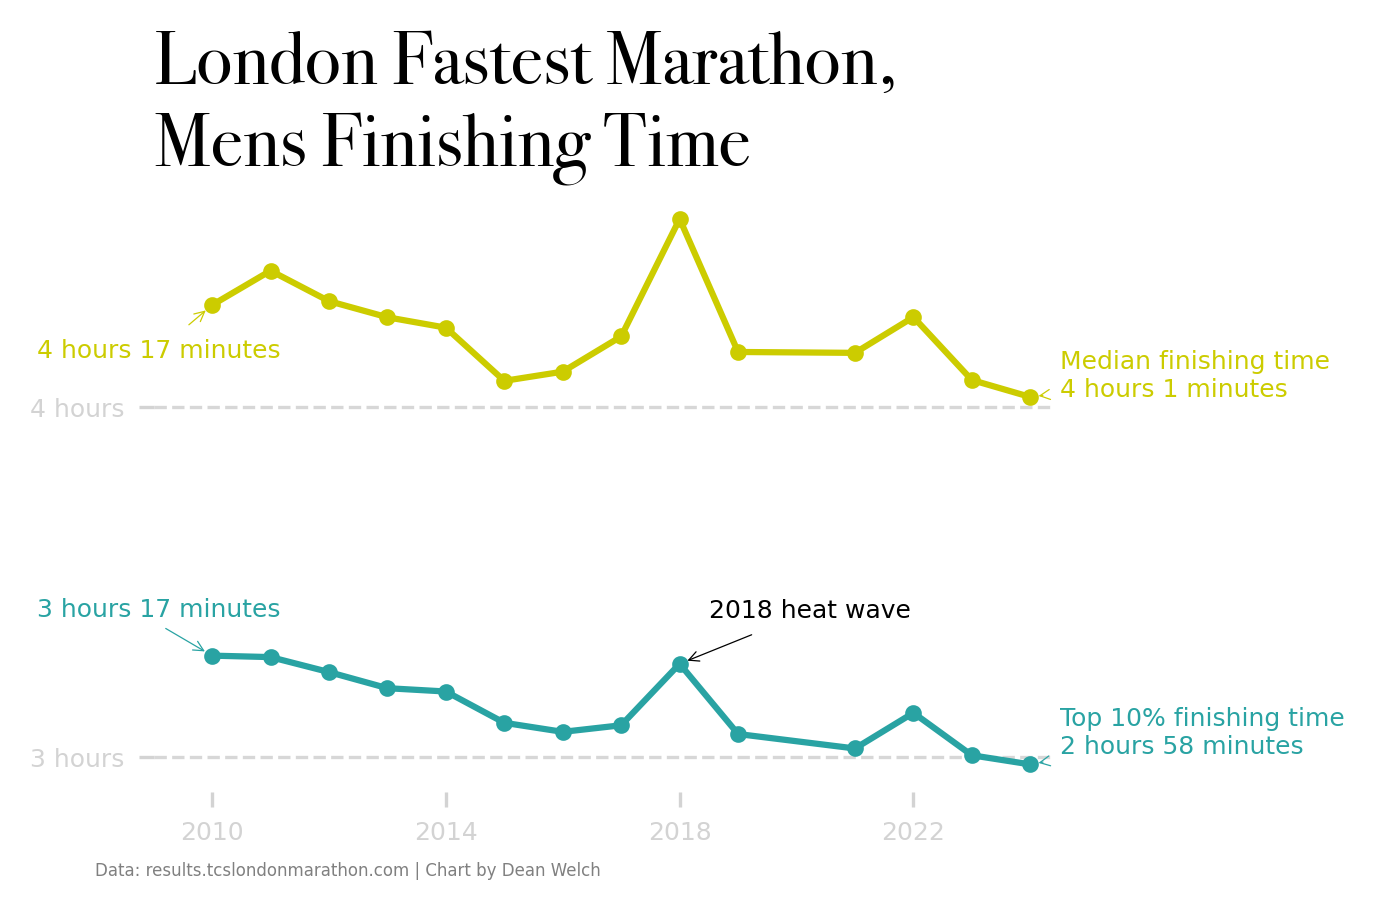 London Fastest Marathon,
Mens Finishing Time
4 hours 17 minutes
Median finishing time
4 hours 1 minutes
4 hours
3 hours 17 minutes
2018 heat wave
Top 10% finishing time
2 hours 58 minutes
3 hours
2010 2014 2018 2022
Data: results.tcslondonmarathon.com | Chart by Dean Welch